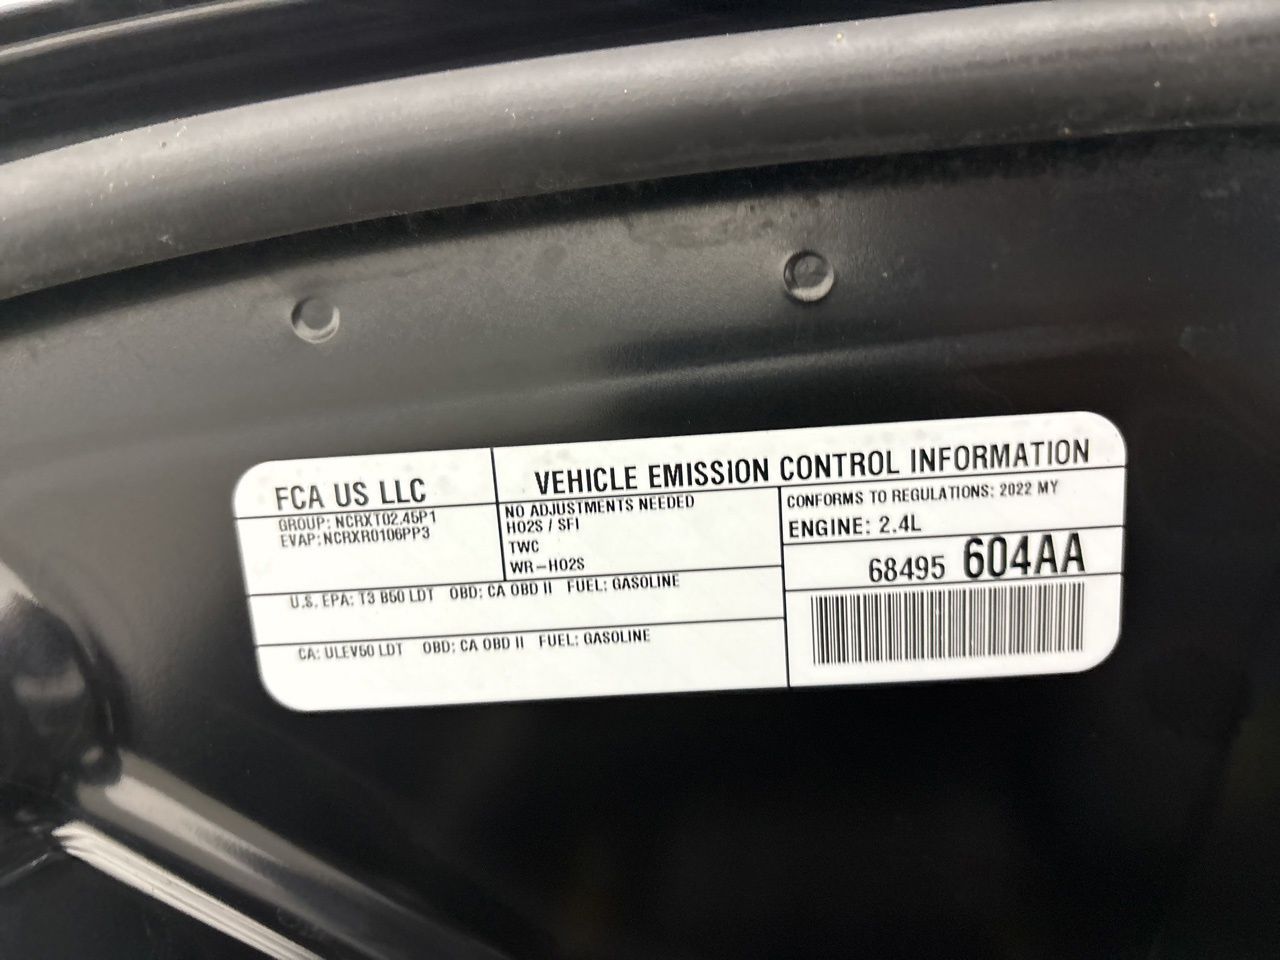 FCA US LLC
GROUP: NCRXT02.45P1
EVAP: NCRXR0106PP3
VEHICLE EMISSION CONTROL INFORMATION
NO ADJUSTMENTS NEEDED
HO2S / SFI
TWC
WR-HO2S
CONFORMS TO REGULATIONS: 2022 MY
ENGINE: 2.4L
68495 604AA
U.S. EPA: T3 B50 LDT OBD: CA OBD II FUEL: GASOLINE
CA: ULEV50 LDT OBD: CA OBD II FUEL: GASOLINE